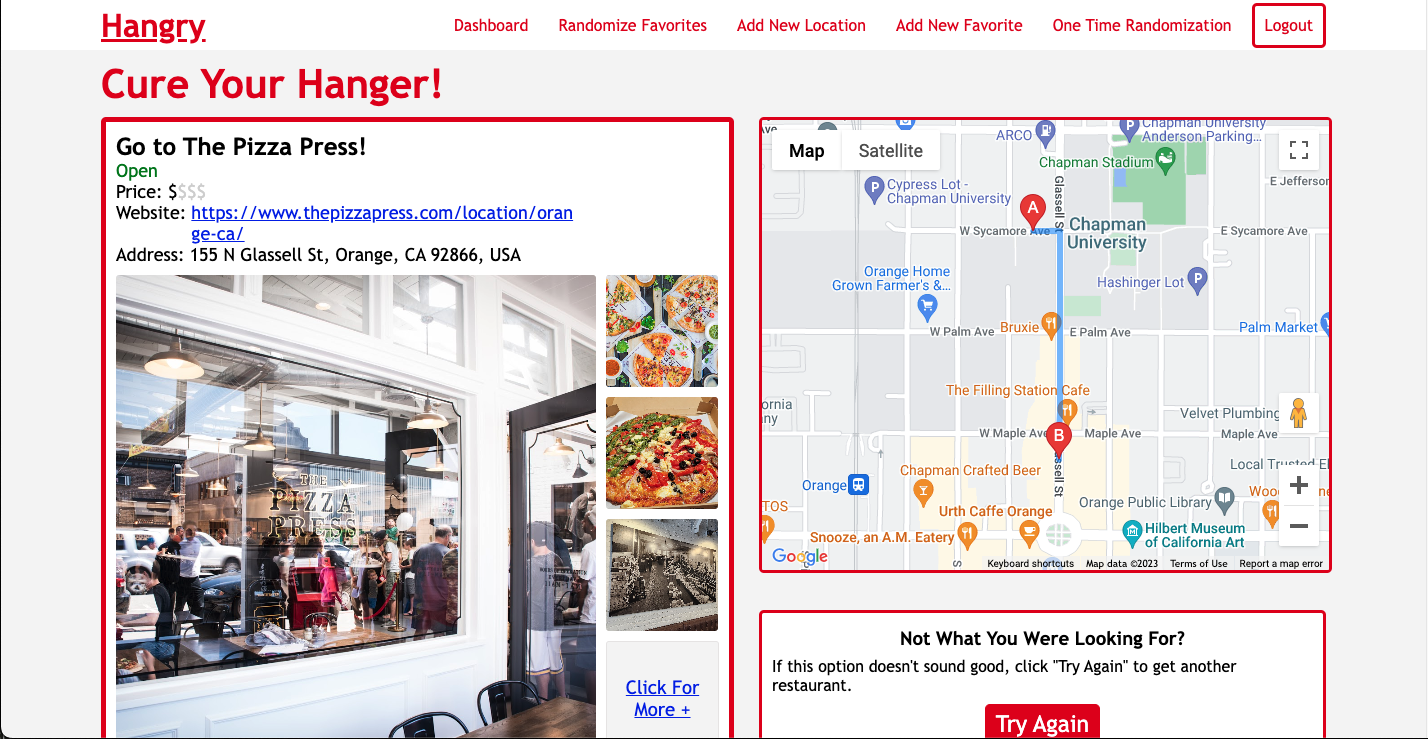 Hangry
Dashboard
Randomize Favorites
Add New Location
Add New Favorite
One Time Randomization
Logout
Cure Your Hanger!
Go to The Pizza Press!
Open
Price: $$$$
Website: https://www.thepizzapress.com/location/oran
ge-ca/
Address: 155 N Glassell St, Orange, CA 92866, USA
THE
PIZZA
PRESS
Click For
More +
Map
Satellite
ARCO
Chapman University
Anderson Parking...
Chapman Stadium
Cypress Lot -
Chapman University
E Jefferson
Glassell St
A
W Sycamore Ave
Chapman
University
E Sycamore Ave
Orange Home
Grown Farmer's &...
Hashinger Lot
W Palm Ave
Bruxie
E Palm Ave
Palm Market
The Filling Station Cafe
Velvet Plumbing
W Maple Ave
B
Maple Ave
Maple Ave
Chapman Crafted Beer
Local Trusted El
Orange
Orange Public Library
Urth Caffe Orange
Snooze, an A.M. Eatery
Hilbert Museum
of California Art
Google
Keyboard shortcuts
Map data ©2023
Terms of Use
Report a map error
Not What You Were Looking For?
If this option doesn't sound good, click "Try Again" to get another
restaurant.
Try Again